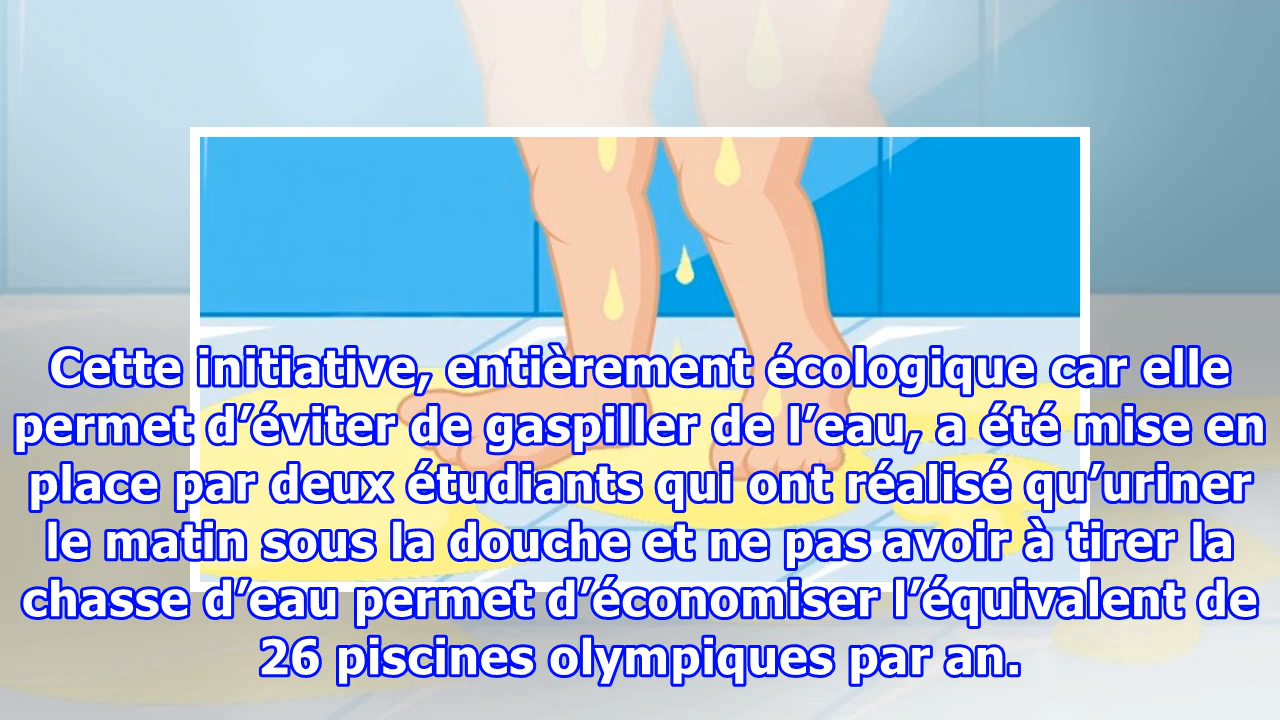 Cette initiative, entièrement écologique car elle
permet d’éviter de gaspiller de l’eau, a été mise en
place par deux étudiants qui ont réalisé qu’uriner
le matin sous la douche et ne pas avoir à tirer la
chasse d’eau permet d’économiser l’équivalent de
26 piscines olympiques par an.